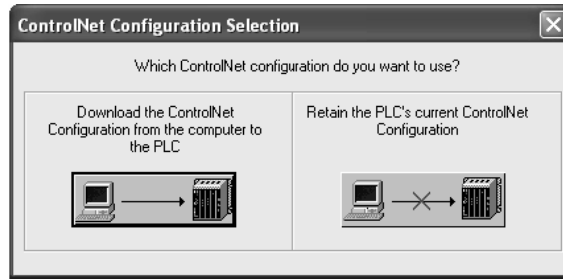 ControlNet Configuration Selection
Which ControlNet configuration do you want to use?
Download the ControlNet
Configuration from the computer to
the PLC
Retain the PLC's current ControlNet
Configuration